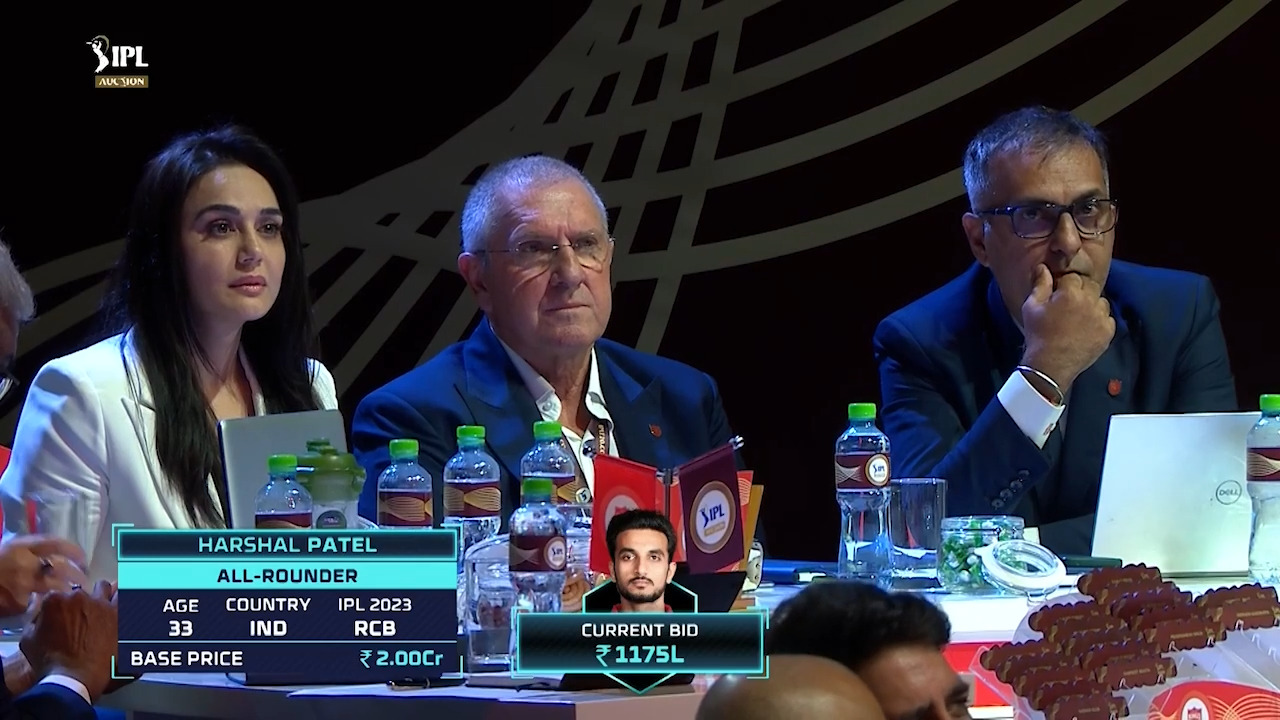 IPL
AUCTION
HARSHAL PATEL
ALL-ROUNDER
AGE COUNTRY IPL 2023
33 IND RCB
BASE PRICE ₹2.00Cr
CURRENT BID
₹1175L
IPL
IPL
DELL